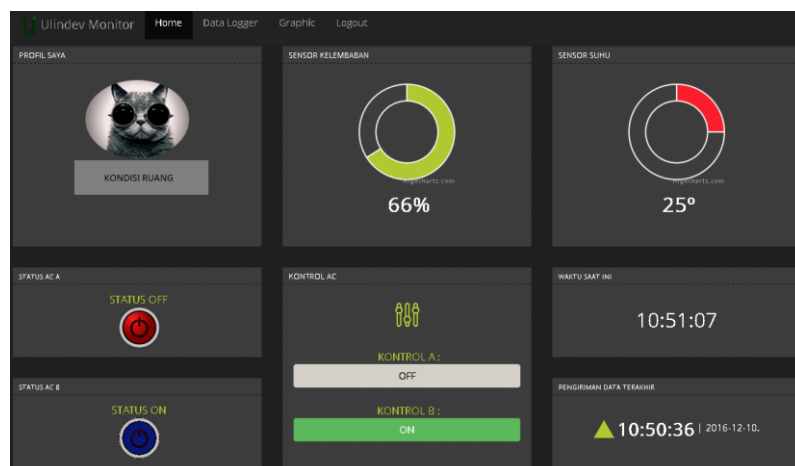 Ulindev Monitor Home Data Logger Graphic Logout
PROFIL SAYA
KONDISI RUANG
SENSOR KELEMBABAN
Highcharts.com
66%
SENSOR SUHU
Highcharts.com
25°
STATUS AC A
STATUS OFF
KONTROL AC
KONTROL A :
OFF
KONTROL B :
ON
WAKTU SAAT INI
10:51:07
STATUS AC B
STATUS ON
PENGIRIMAN DATA TERAKHIR
10:50:36 | 2016-12-10.